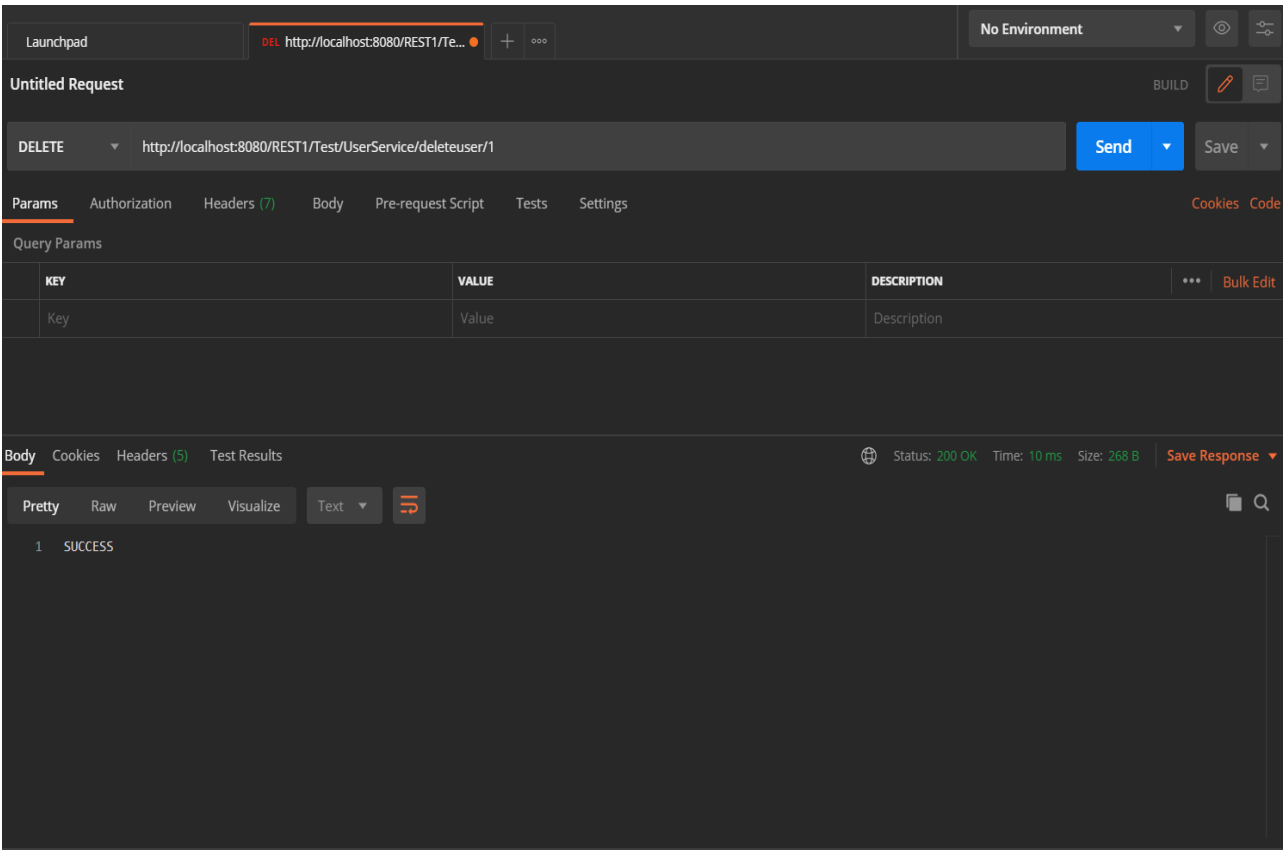 Launchpad DEL http://localhost:8080/REST1/Te... No Environment
Untitled Request BUILD
DELETE http://localhost:8080/REST1/Test/UserService/deleteuser/1 Send Save
Params Authorization Headers (7) Body Pre-request Script Tests Settings Cookies Code
Query Params
KEY VALUE DESCRIPTION Bulk Edit
Key Value Description
Body Cookies Headers (5) Test Results Status: 200 OK Time: 10 ms Size: 268 B Save Response
Pretty Raw Preview Visualize Text
1 SUCCESS